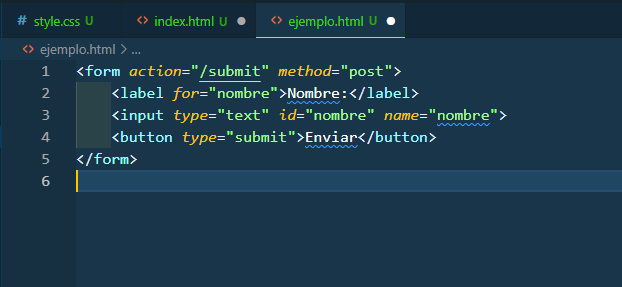 # style.css U
<> index.html U
<> ejemplo.html U
<> ejemplo.html > ...
1 <form action="/submit" method="post">
2 <label for="nombre">Nombre:</label>
3 <input type="text" id="nombre" name="nombre">
4 <button type="submit">Enviar</button>
5 </form>
6